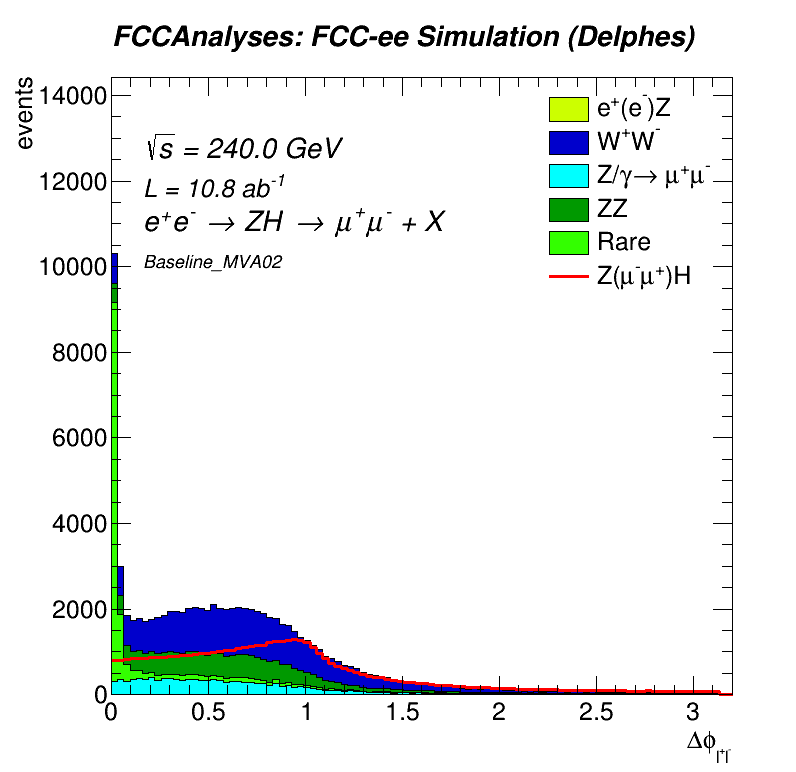 FCCAnalyses: FCC-ee Simulation (Delphes)
events
14000
12000
10000
8000
6000
4000
2000
0
√s = 240.0 GeV
L = 10.8 ab⁻¹
e⁺e⁻ → ZH → μ⁺μ⁻ + X
Baseline_MVA02
e⁺(e⁻)Z
W⁺W⁻
Z/γ→ μ⁺μ⁻
ZZ
Rare
Z(μ⁻μ⁺)H
0 0.5 1 1.5 2 2.5 3
Δϕ l⁺l⁻